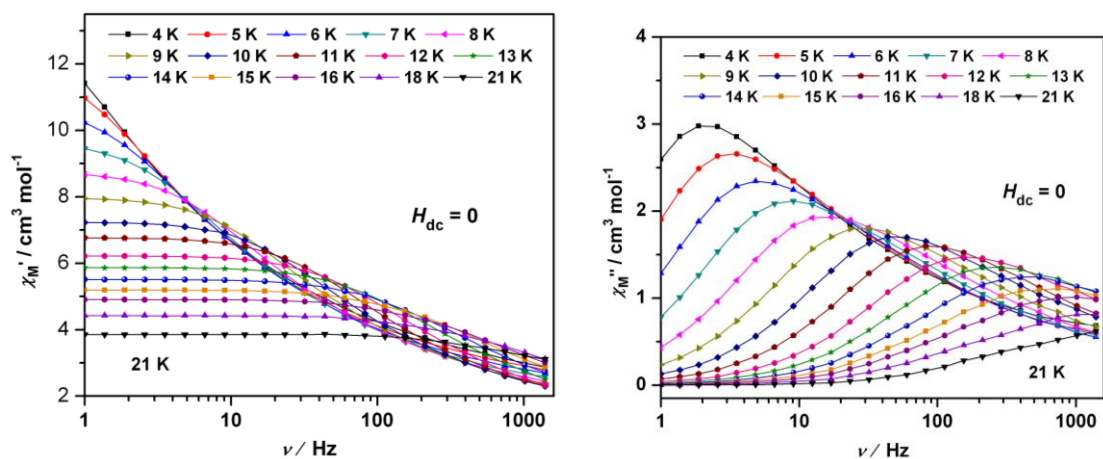 4 K 5 K 6 K 7 K 8 K
9 K 10 K 11 K 12 K 13 K
14 K 15 K 16 K 18 K 21 K
12
10
8
6
4
2
χM' / cm³ mol⁻¹
Hdc = 0
21 K
1 10 100 1000
ν / Hz
4 K 5 K 6 K 7 K 8 K
9 K 10 K 11 K 12 K 13 K
14 K 15 K 16 K 18 K 21 K
4
3
2
1
0
χM'' / cm³ mol⁻¹
Hdc = 0
21 K
1 10 100 1000
ν / Hz